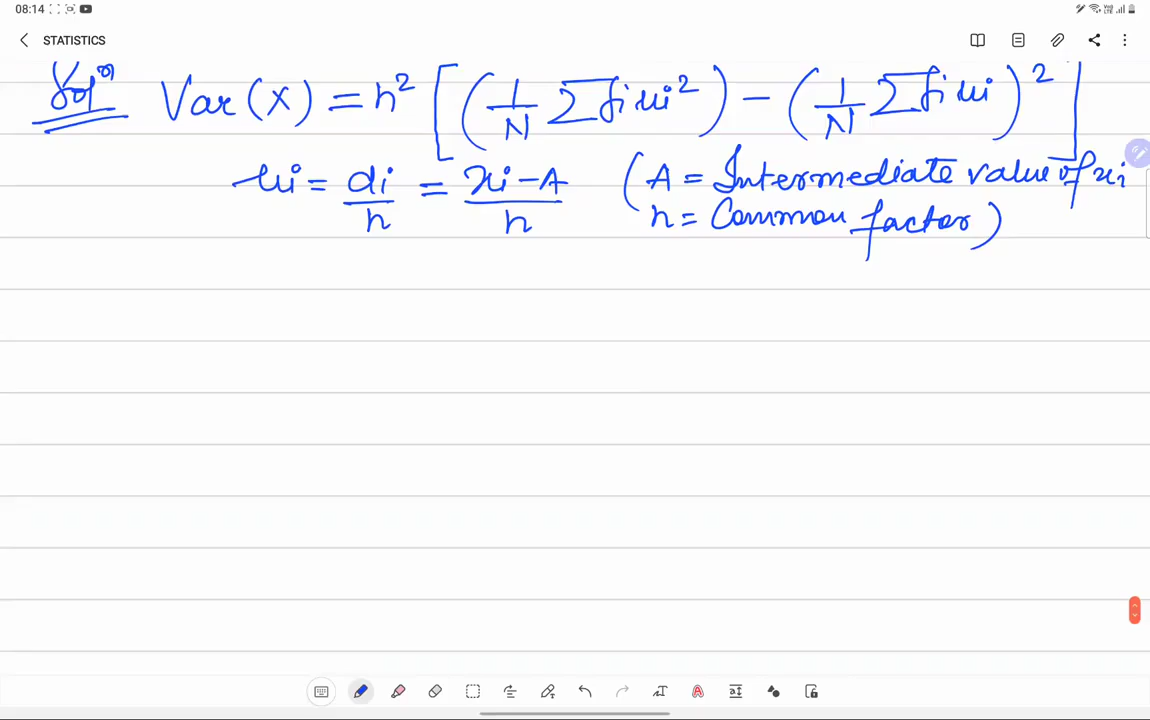 08:14
STATISTICS
Solⁿ Var(X) = h² [(1/N Σfiui²) − (1/N Σfiui)²]
ui = di/h = xi−A/h (A = Intermediate value of xi
h = Common factor)